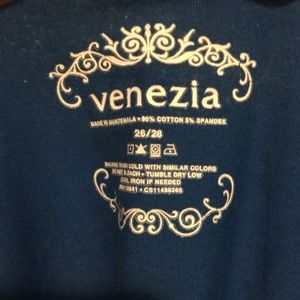 venezia
MADE IN GUATEMALA • 95% COTTON 5% SPANDEX
26/28
MACHINE WASH COLD WITH SIMILAR COLORS
DO NOT BLEACH • TUMBLE DRY LOW
COOL IRON IF NEEDED